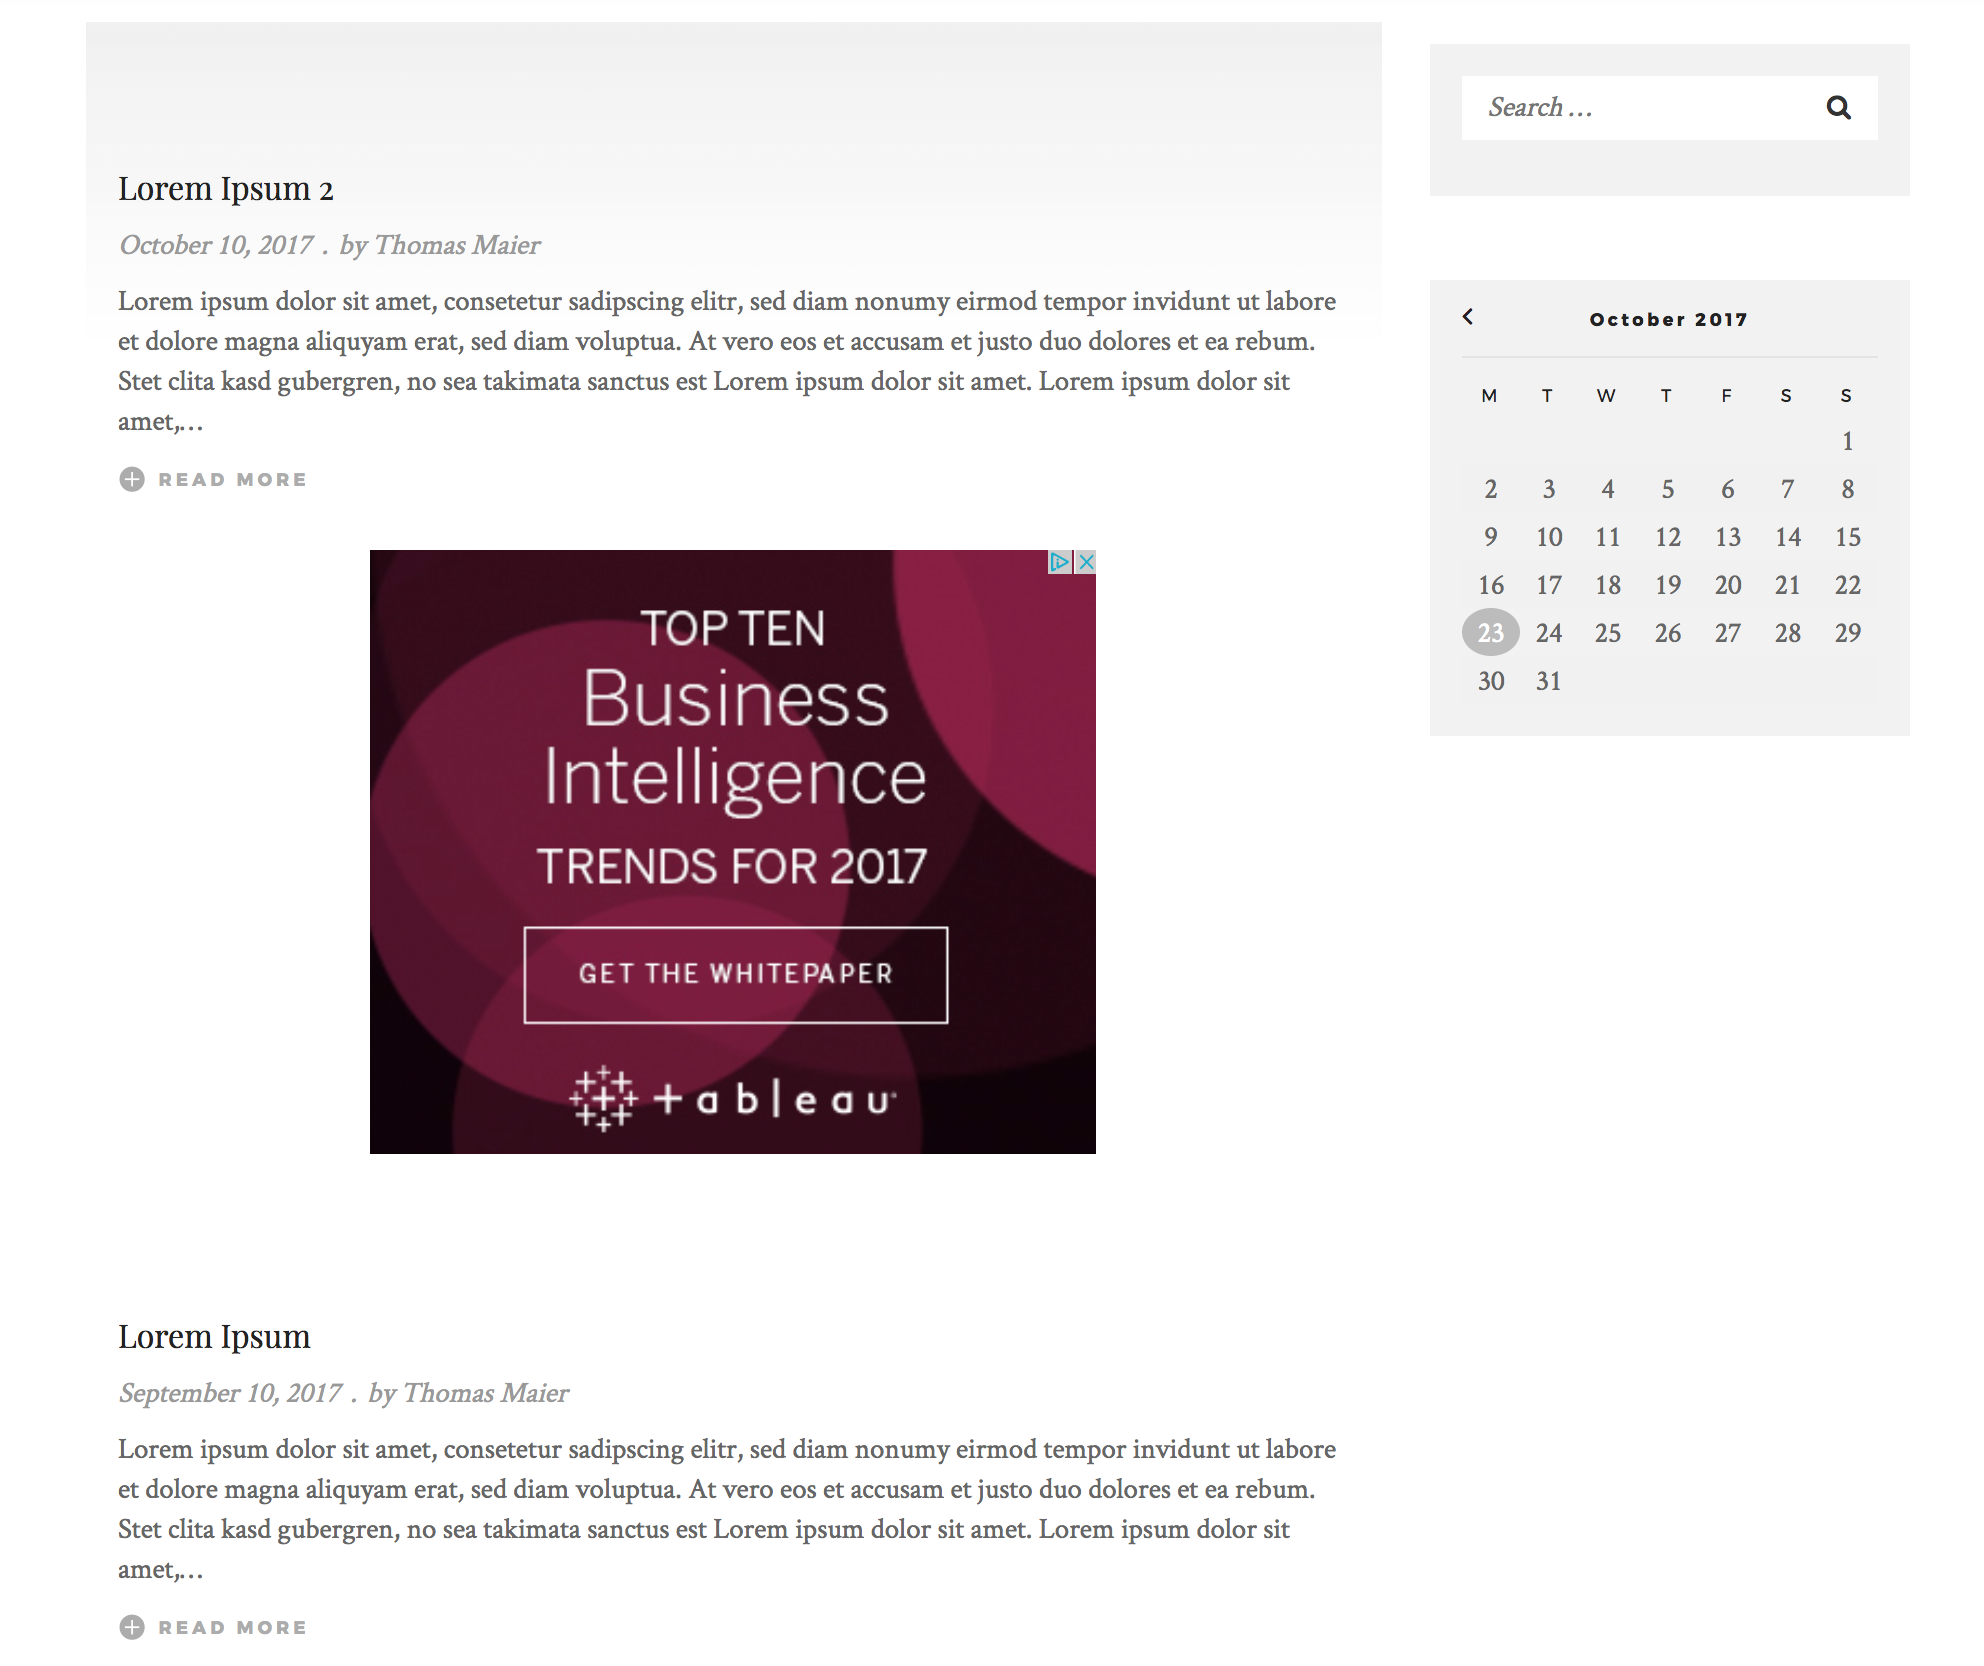 Lorem Ipsum 2
October 10, 2017 . by Thomas Maier
Lorem ipsum dolor sit amet, consetetur sadipscing elitr, sed diam nonumy eirmod tempor invidunt ut labore
et dolore magna aliquyam erat, sed diam voluptua. At vero eos et accusam et justo duo dolores et ea rebum.
Stet clita kasd gubergren, no sea takimata sanctus est Lorem ipsum dolor sit amet. Lorem ipsum dolor sit
amet,…
READ MORE
TOP TEN
Business
Intelligence
TRENDS FOR 2017
GET THE WHITEPAPER
+ableau
Lorem Ipsum
September 10, 2017 . by Thomas Maier
Lorem ipsum dolor sit amet, consetetur sadipscing elitr, sed diam nonumy eirmod tempor invidunt ut labore
et dolore magna aliquyam erat, sed diam voluptua. At vero eos et accusam et justo duo dolores et ea rebum.
Stet clita kasd gubergren, no sea takimata sanctus est Lorem ipsum dolor sit amet. Lorem ipsum dolor sit
amet,…
READ MORE
Search …
October 2017
M T W T F S S
1
2 3 4 5 6 7 8
9 10 11 12 13 14 15
16 17 18 19 20 21 22
23 24 25 26 27 28 29
30 31